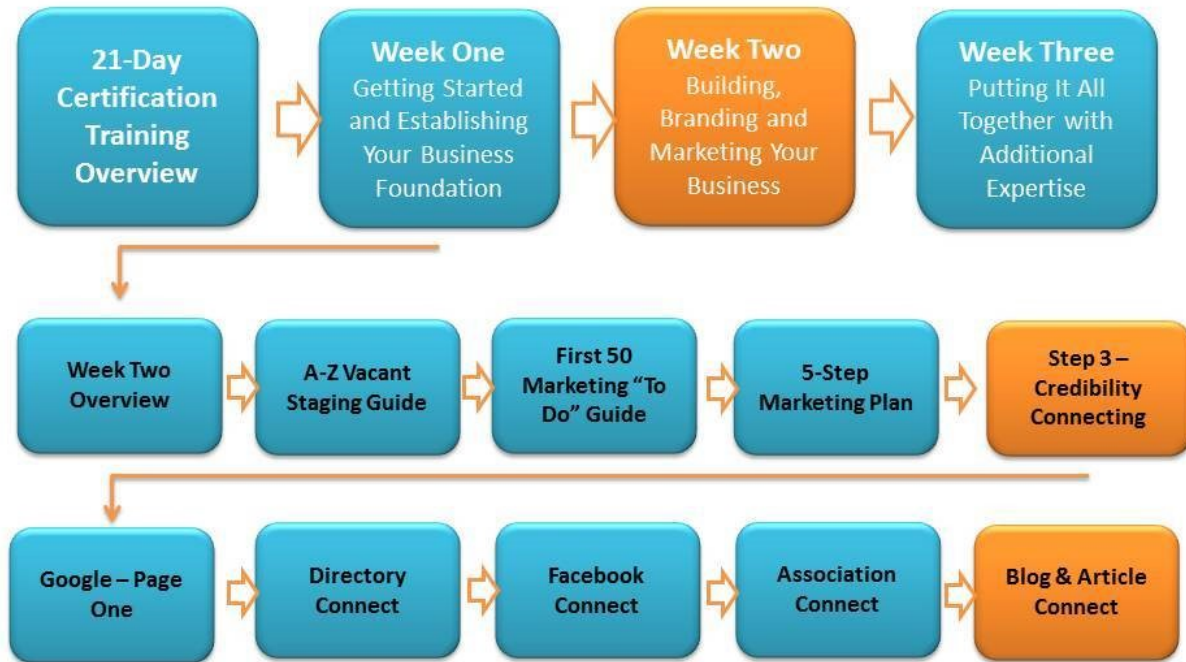 21-Day
Certification
Training
Overview
Week One
Getting Started
and Establishing
Your Business
Foundation
Week Two
Building,
Branding and
Marketing Your
Business
Week Three
Putting It All
Together with
Additional
Expertise
Week Two
Overview
A-Z Vacant
Staging Guide
First 50
Marketing “To
Do” Guide
5-Step
Marketing Plan
Step 3 –
Credibility
Connecting
Google – Page
One
Directory
Connect
Facebook
Connect
Association
Connect
Blog & Article
Connect